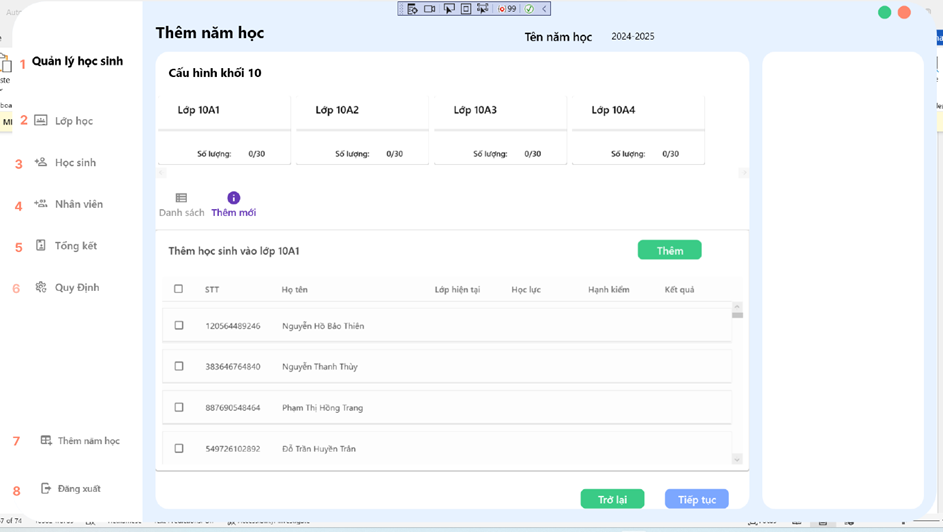 99
Thêm năm học
Tên năm học 2024-2025
1 Quản lý học sinh
2 Lớp học
3 Học sinh
4 Nhân viên
5 Tổng kết
6 Quy Định
7 Thêm năm học
8 Đăng xuất
Cấu hình khối 10
Lớp 10A1 Lớp 10A2 Lớp 10A3 Lớp 10A4
Số lượng: 0/30 Số lượng: 0/30 Số lượng: 0/30 Số lượng: 0/30
Danh sách Thêm mới
Thêm học sinh vào lớp 10A1 Thêm
STT Họ tên Lớp hiện tại Học lực Hạnh kiểm Kết quả
120564489246 Nguyễn Hồ Bảo Thiên
383646764840 Nguyễn Thanh Thủy
887690548464 Phạm Thị Hồng Trang
549726102892 Đỗ Trần Huyền Trân
Trở lại Tiếp tục